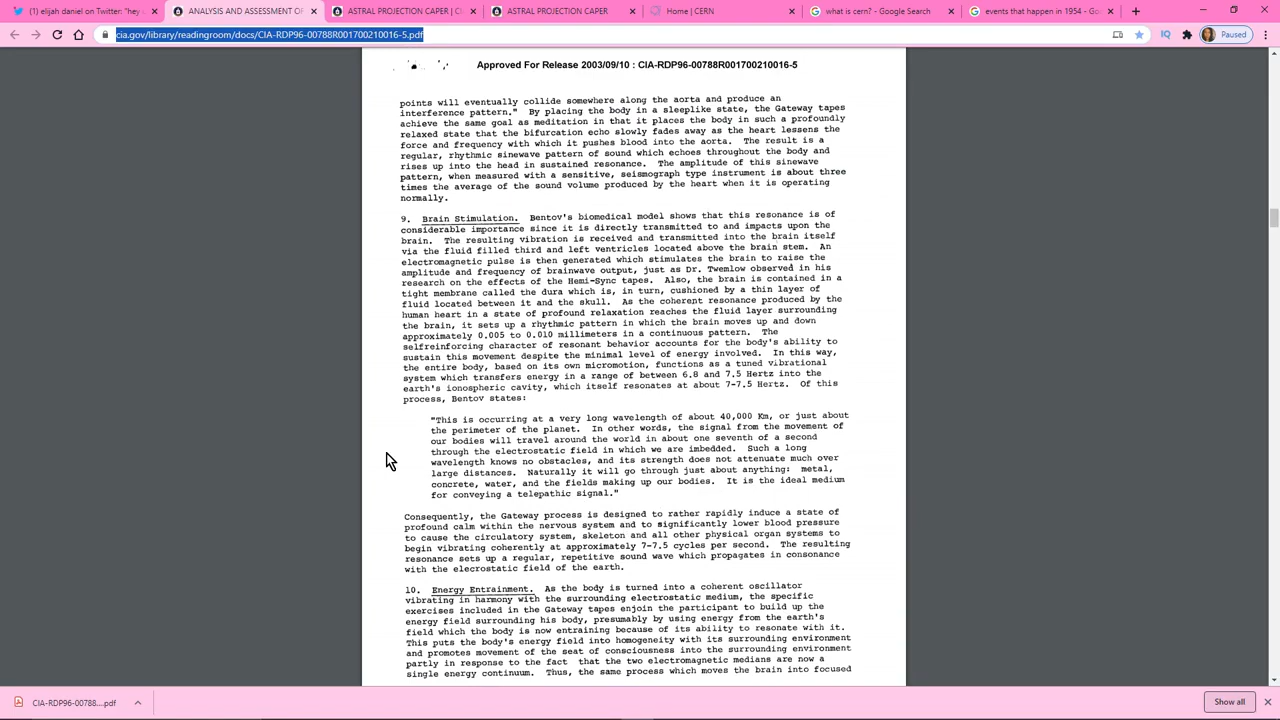 (1) elijah daniel on Twitter: "hey
ANALYSIS AND ASSESSMENT OF
ASTRAL PROJECTION CAPER | C
ASTRAL PROJECTION CAPER
Home | CERN
what is cern? - Google Search
events that happen in 1954 - Goo
cia.gov/library/readingroom/docs/CIA-RDP96-00788R001700210016-5.pdf
Paused
Approved For Release 2003/09/10 : CIA-RDP96-00788R001700210016-5
points will eventually collide somewhere along the aorta and produce an
interference pattern." By placing the body in a sleeplike state, the Gateway tapes
achieve the same goal as meditation in that it places the body in such a profoundly
relaxed state that the bifurcation echo slowly fades away as the heart lessens the
force and frequency with which it pushes blood into the aorta. The result is a
regular, rhythmic sinewave pattern of sound which echoes throughout the body and
rises up into the head in sustained resonance. The amplitude of this sinewave
pattern, when measured with a sensitive, seismograph type instrument is about three
times the average of the sound volume produced by the heart when it is operating
normally.
9. Brain Stimulation. Bentov's biomedical model shows that this resonance is of
considerable importance since it is directly transmitted to and impacts upon the
brain. The resulting vibration is received and transmitted into the brain itself
via the fluid filled third and left ventricles located above the brain stem. An
electromagnetic pulse is then generated which stimulates the brain to raise the
amplitude and frequency of brainwave output, just as Dr. Twemlow observed in his
research on the effects of the Hemi-Sync tapes. Also, the brain is contained in a
tight membrane called the dura which is, in turn, cushioned by a thin layer of
fluid located between it and the skull. As the coherent resonance produced by the
human heart in a state of profound relaxation reaches the fluid layer surrounding
the brain, it sets up a rhythmic pattern in which the brain moves up and down
approximately 0.005 to 0.010 millimeters in a continuous pattern. The
selfreinforcing character of resonant behavior accounts for the body's ability to
sustain this movement despite the minimal level of energy involved. In this way,
the entire body, based on its own micromotion, functions as a tuned vibrational
system which transfers energy in a range of between 6.8 and 7.5 Hertz into the
earth's ionospheric cavity, which itself resonates at about 7-7.5 Hertz. Of this
process, Bentov states:
"This is occurring at a very long wavelength of about 40,000 Km, or just about
the perimeter of the planet. In other words, the signal from the movement of
our bodies will travel around the world in about one seventh of a second
through the electrostatic field in which we are imbedded. Such a long
wavelength knows no obstacles, and its strength does not attenuate much over
large distances. Naturally it will go through just about anything: metal,
concrete, water, and the fields making up our bodies. It is the ideal medium
for conveying a telepathic signal."
Consequently, the Gateway process is designed to rather rapidly induce a state of
profound calm within the nervous system and to significantly lower blood pressure
to cause the circulatory system, skeleton and all other physical organ systems to
begin vibrating coherently at approximately 7-7.5 cycles per second. The resulting
resonance sets up a regular, repetitive sound wave which propagates in consonance
with the elecrostatic field of the earth.
10. Energy Entrainment. As the body is turned into a coherent oscillator
vibrating in harmony with the surrounding electrostatic medium, the specific
exercises included in the Gateway tapes enjoin the participant to build up the
energy field surrounding his body, presumably by using energy from the earth's
field which the body is now entraining because of its ability to resonate with it.
This puts the body's energy field into homogeneity with its surrounding environment
and promotes movement of the seat of consciousness into the surrounding environment
partly in response to the fact that the two electromagnetic medians are now a
single energy continuum. Thus, the same process which moves the brain into focused
CIA-RDP96-00788....pdf
Show all